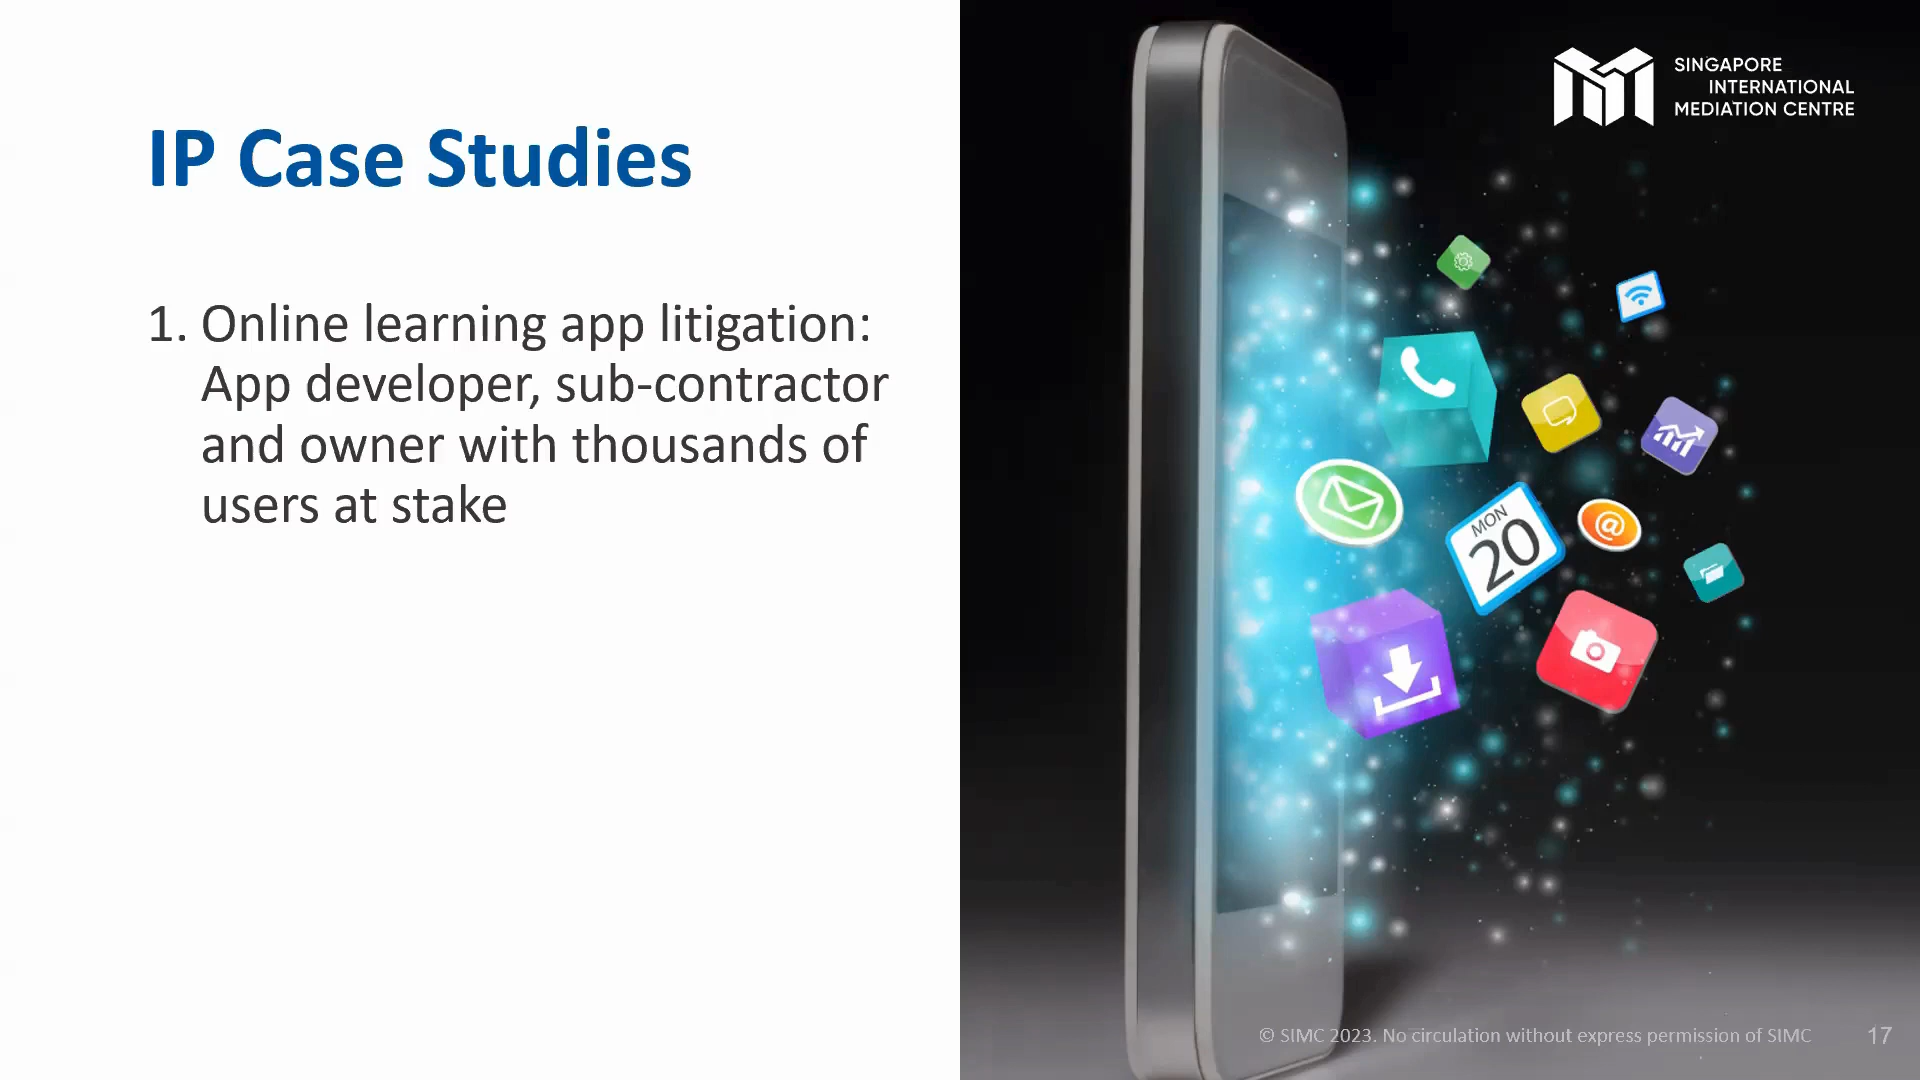 SINGAPORE
INTERNATIONAL
MEDIATION CENTRE
IP Case Studies
1. Online learning app litigation:
App developer, sub-contractor
and owner with thousands of
users at stake
MON
20
@
© SIMC 2023. No circulation without express permission of SIMC
17